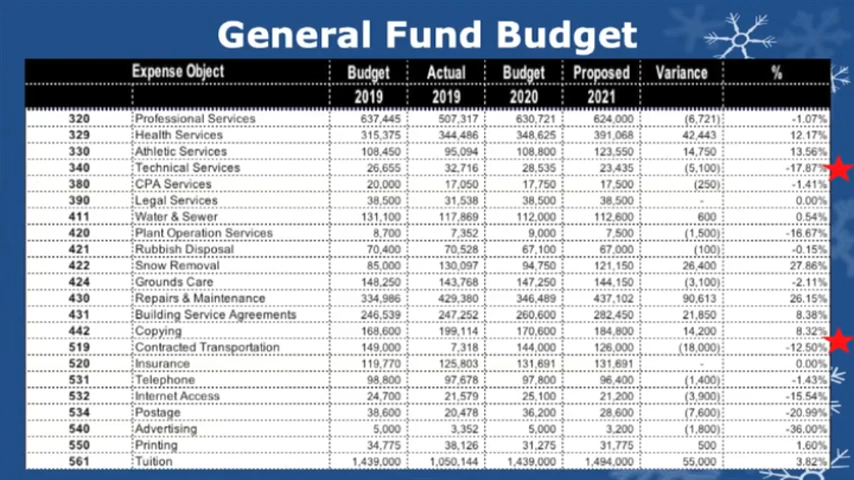 General Fund Budget
Expense Object Budget Actual Budget Proposed Variance %
2019 2019 2020 2021
320 Professional Services 637,445 507,317 630,721 624,000 (6,721) -1.07%
329 Health Services 315,375 344,486 348,625 391,068 42,443 12.17%
330 Athletic Services 108,450 95,094 108,800 123,550 14,750 13.56%
340 Technical Services 26,655 32,716 28,535 23,435 (5,100) -17.87%
380 CPA Services 20,000 17,050 17,750 17,500 (250) -1.41%
390 Legal Services 38,500 31,538 38,500 38,500 - 0.00%
411 Water & Sewer 131,100 117,869 112,000 112,600 600 0.54%
420 Plant Operation Services 8,700 7,352 9,000 7,500 (1,500) -16.67%
421 Rubbish Disposal 70,400 70,528 67,100 67,000 (100) -0.15%
422 Snow Removal 85,000 130,097 94,750 121,150 26,400 27.86%
424 Grounds Care 148,250 143,768 147,250 144,150 (3,100) -2.11%
430 Repairs & Maintenance 334,986 429,380 346,489 437,102 90,613 26.15%
431 Building Service Agreements 246,539 247,252 260,600 282,450 21,850 8.38%
442 Copying 168,600 199,114 170,600 184,800 14,200 8.32%
519 Contracted Transportation 149,000 7,318 144,000 126,000 (18,000) -12.50%
520 Insurance 119,770 125,803 131,691 131,691 - 0.00%
531 Telephone 98,800 97,678 97,800 96,400 (1,400) -1.43%
532 Internet Access 24,700 21,579 25,100 21,200 (3,900) -15.54%
534 Postage 38,600 20,478 36,200 28,600 (7,600) -20.99%
540 Advertising 5,000 3,352 5,000 3,200 (1,800) -36.00%
550 Printing 34,775 38,126 31,275 31,775 500 1.60%
561 Tuition 1,439,000 1,050,144 1,439,000 1,494,000 55,000 3.82%